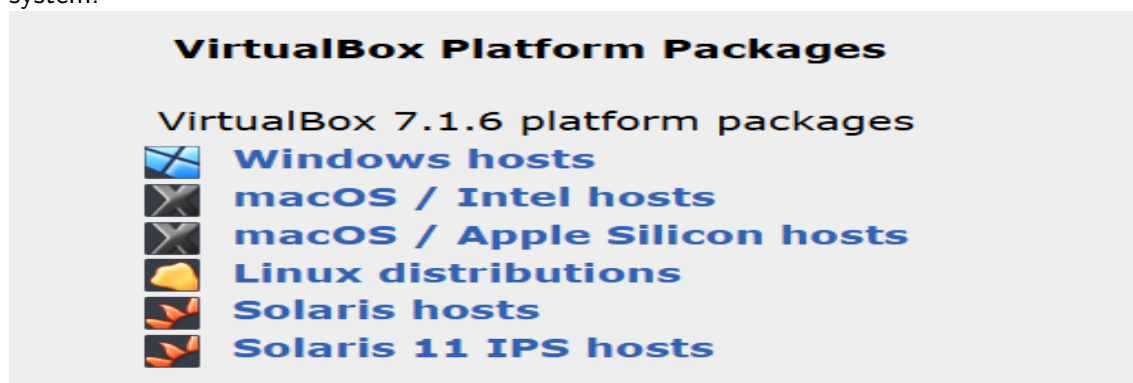 system:
VirtualBox Platform Packages
VirtualBox 7.1.6 platform packages
Windows hosts
macOS / Intel hosts
macOS / Apple Silicon hosts
Linux distributions
Solaris hosts
Solaris 11 IPS hosts